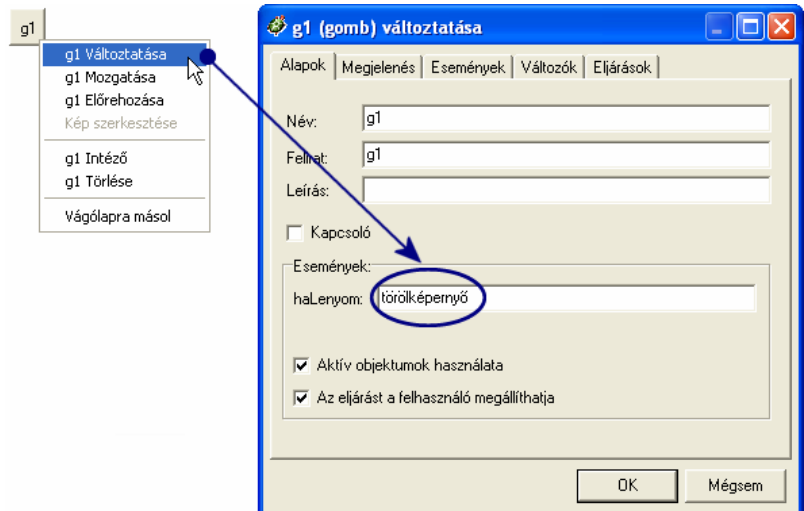 g1
g1 Változtatása
g1 Mozgatása
g1 Előrehozása
Kép szerkesztése
g1 Intéző
g1 Törlése
Vágólapra másol
g1 (gomb) változtatása
Alapok Megjelenés Események Változók Eljárások
Név: g1
Felirat: g1
Leírás:
Kapcsoló
Események:
haLenyom: törölképernyő
Aktív objektumok használata
Az eljárást a felhasználó megállíthatja
OK Mégsem